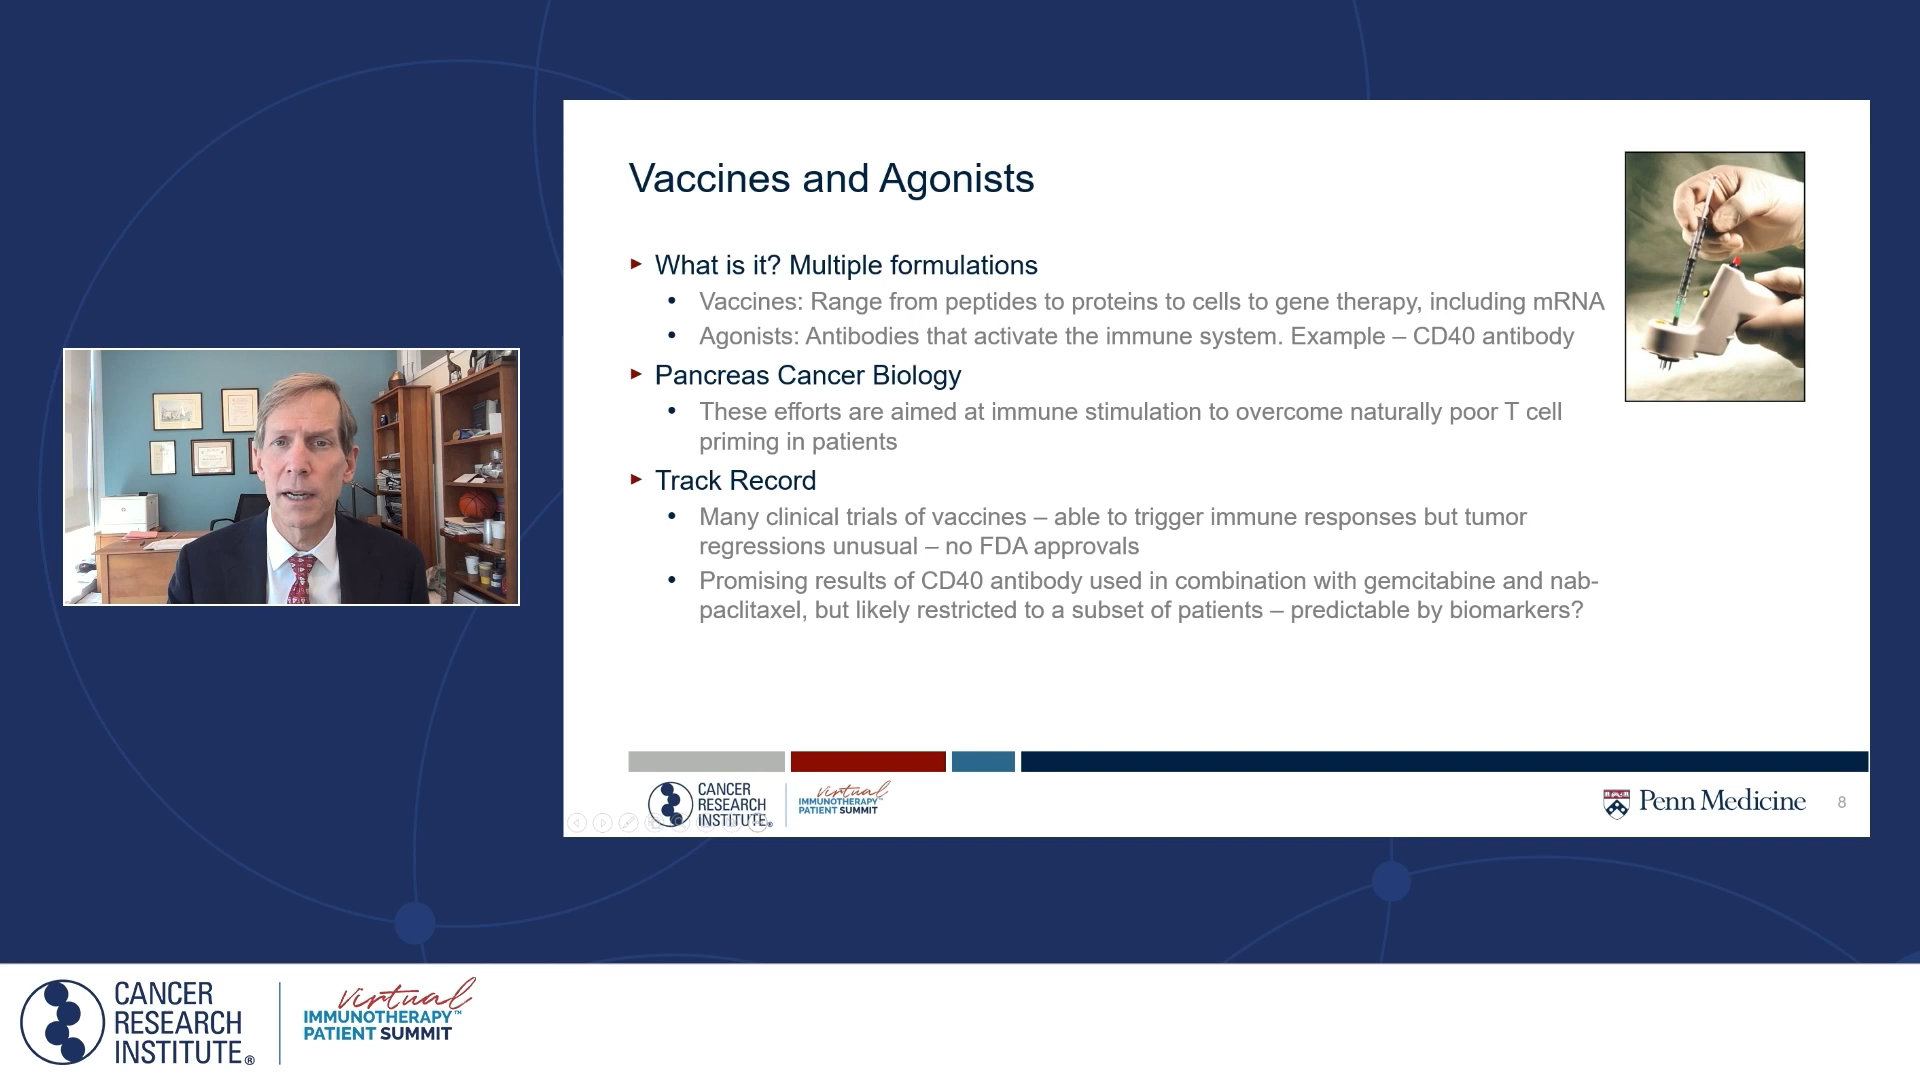 Vaccines and Agonists
What is it? Multiple formulations
Vaccines: Range from peptides to proteins to cells to gene therapy, including mRNA
Agonists: Antibodies that activate the immune system. Example – CD40 antibody
Pancreas Cancer Biology
These efforts are aimed at immune stimulation to overcome naturally poor T cell
priming in patients
Track Record
Many clinical trials of vaccines – able to trigger immune responses but tumor
regressions unusual – no FDA approvals
Promising results of CD40 antibody used in combination with gemcitabine and nab-
paclitaxel, but likely restricted to a subset of patients – predictable by biomarkers?
CANCER
RESEARCH
INSTITUTE®
virtual
IMMUNOTHERAPY™
PATIENT SUMMIT
Penn Medicine
8
CANCER
RESEARCH
INSTITUTE®
virtual
IMMUNOTHERAPY™
PATIENT SUMMIT